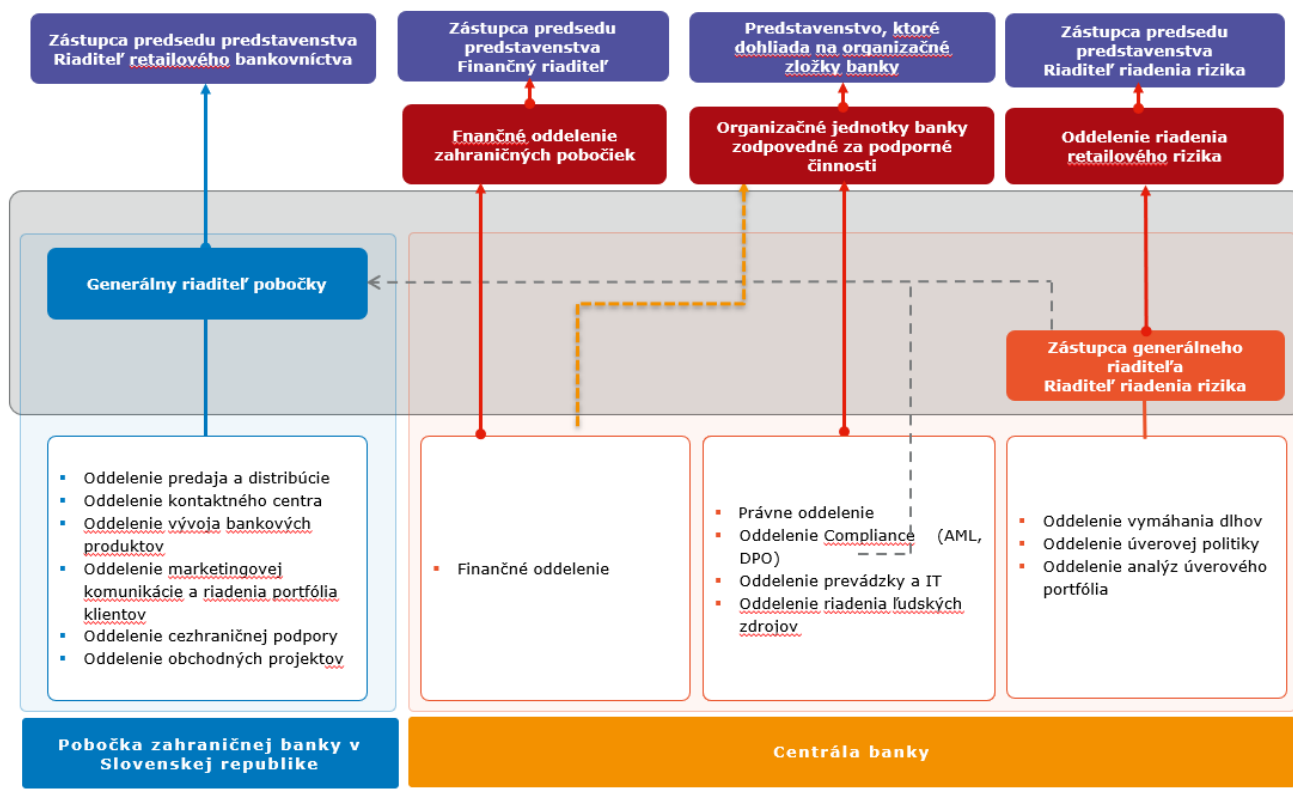 Zástupca predsedu predstavenstva
Riaditeľ retailového bankovníctva
Zástupca predsedu
predstavenstva
Finančný riaditeľ
Predstavenstvo, ktoré
dohliada na organizačné
zložky banky
Zástupca predsedu
predstavenstva
Riaditeľ riadenia rizika
Fnančné oddelenie
zahraničných pobočiek
Organizačné jednotky banky
zodpovedné za podporné
činnosti
Oddelenie riadenia
retailového rizika
Generálny riaditeľ pobočky
Zástupca generálneho
riaditeľa
Riaditeľ riadenia rizika
▪ Oddelenie predaja a distribúcie
▪ Oddelenie kontaktného centra
▪ Oddelenie vývoja bankových
produktov
▪ Oddelenie marketingovej
komunikácie a riadenia portfólia
klientov
▪ Oddelenie cezhraničnej podpory
▪ Oddelenie obchodných projektov
▪ Finančné oddelenie
▪ Právne oddelenie
▪ Oddelenie Compliance (AML,
DPO)
▪ Oddelenie prevádzky a IT
▪ Oddelenie riadenia ľudských
zdrojov
▪ Oddelenie vymáhania dlhov
▪ Oddelenie úverovej politiky
▪ Oddelenie analýz úverového
portfólia
Pobočka zahraničnej banky v
Slovenskej republike
Centrála banky